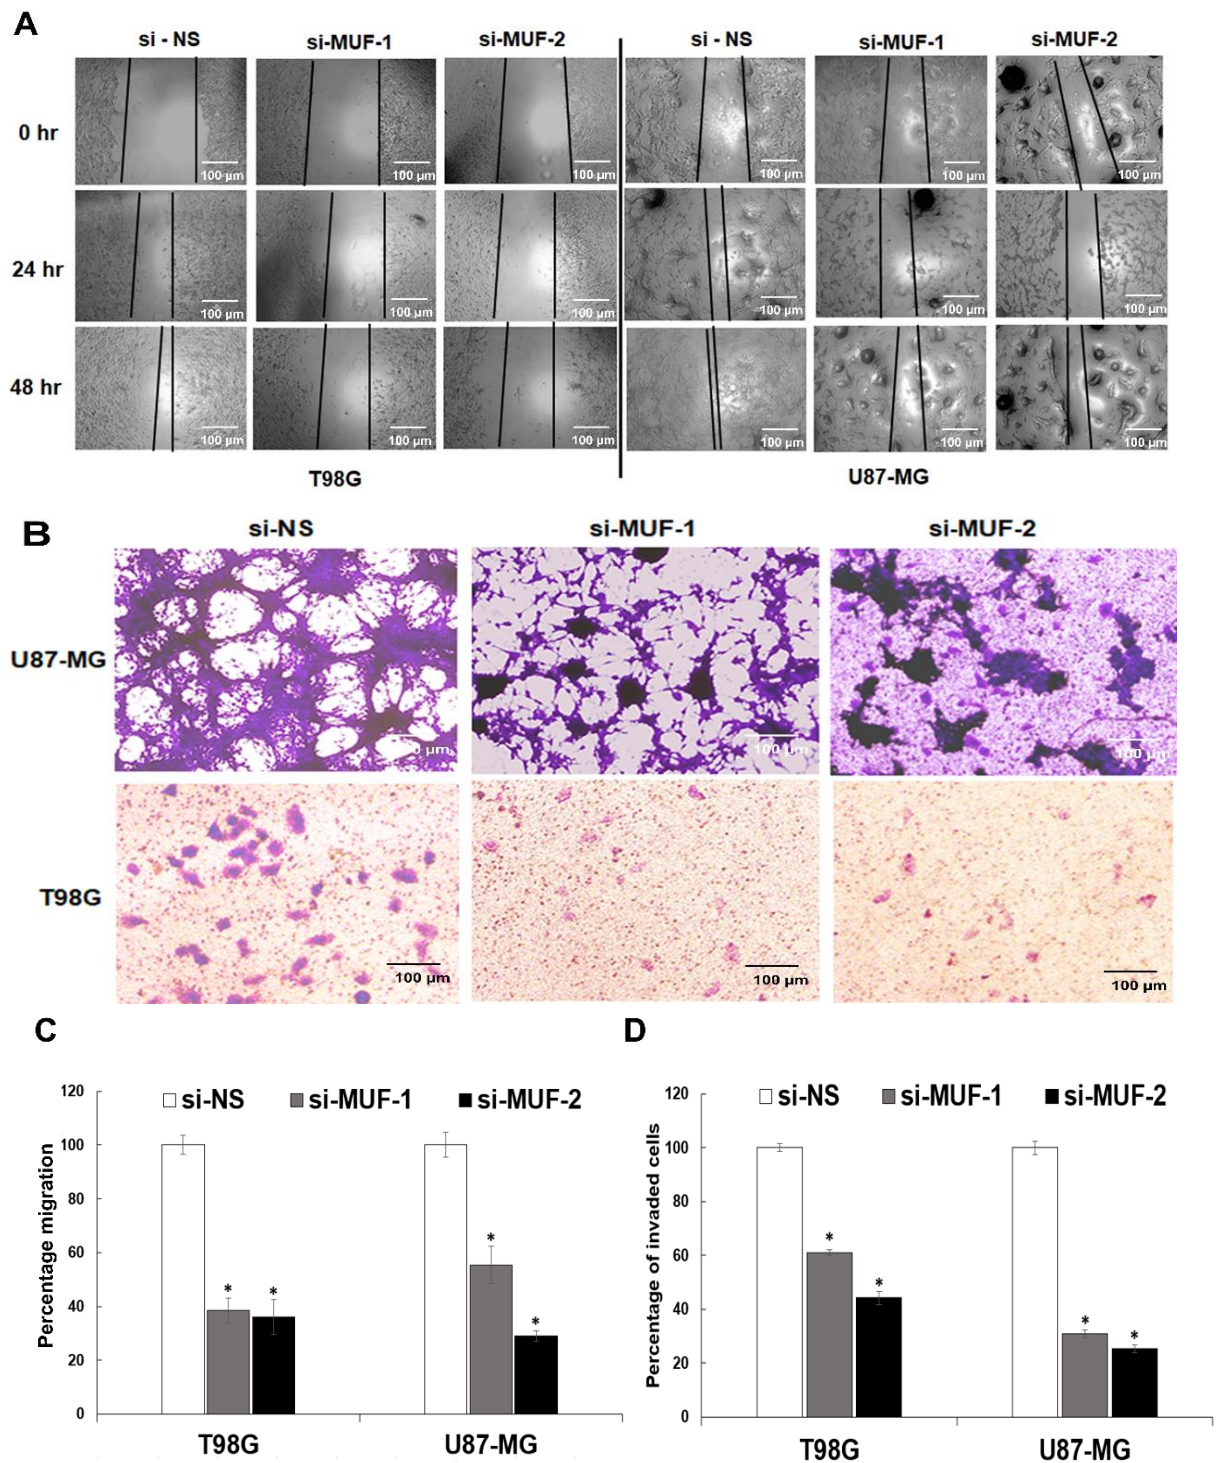 A
si - NS si-MUF-1 si-MUF-2 si - NS si-MUF-1 si-MUF-2
0 hr
100 µm 100 µm 100 µm 100 µm 100 µm 100 µm
24 hr
100 µm 100 µm 100 µm 100 µm 100 µm 100 µm
48 hr
100 µm 100 µm 100 µm 100 µm 100 µm 100 µm
T98G U87-MG
B
si-NS si-MUF-1 si-MUF-2
U87-MG
µm 100 µm 100 µm
T98G
100 µm 100 µm 100 µm
C
si-NS si-MUF-1 si-MUF-2
Percentage migration
120
100
80
60
40
20
0
* * * *
T98G U87-MG
D
si-NS si-MUF-1 si-MUF-2
Percentage of invaded cells
120
100
80
60
40
20
0
* * * *
T98G U87-MG